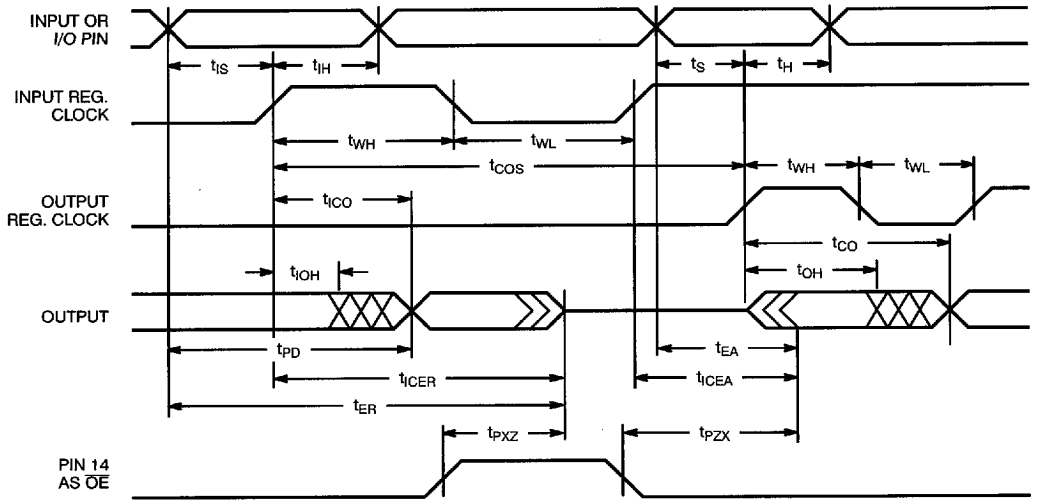 INPUT OR
I/O PIN
tIS
tIH
tS
tH
INPUT REG.
CLOCK
tWH
tWL
tCOS
tWH
tWL
OUTPUT
REG. CLOCK
tICO
tCO
tIOH
tOH
OUTPUT
tPD
tEA
tICER
tICEA
tER
tPXZ
tPZX
PIN 14
AS O̅E̅